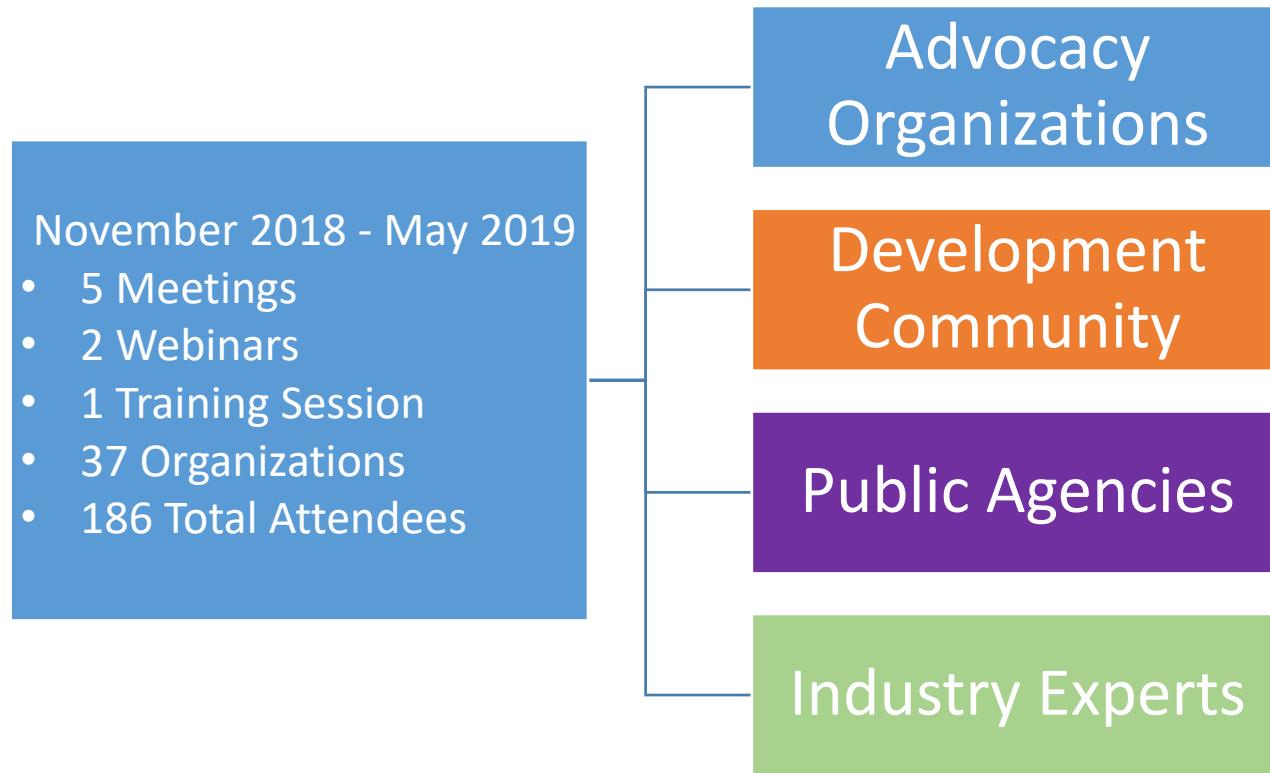 November 2018 - May 2019
• 5 Meetings
• 2 Webinars
• 1 Training Session
• 37 Organizations
• 186 Total Attendees
Advocacy
Organizations
Development
Community
Public Agencies
Industry Experts